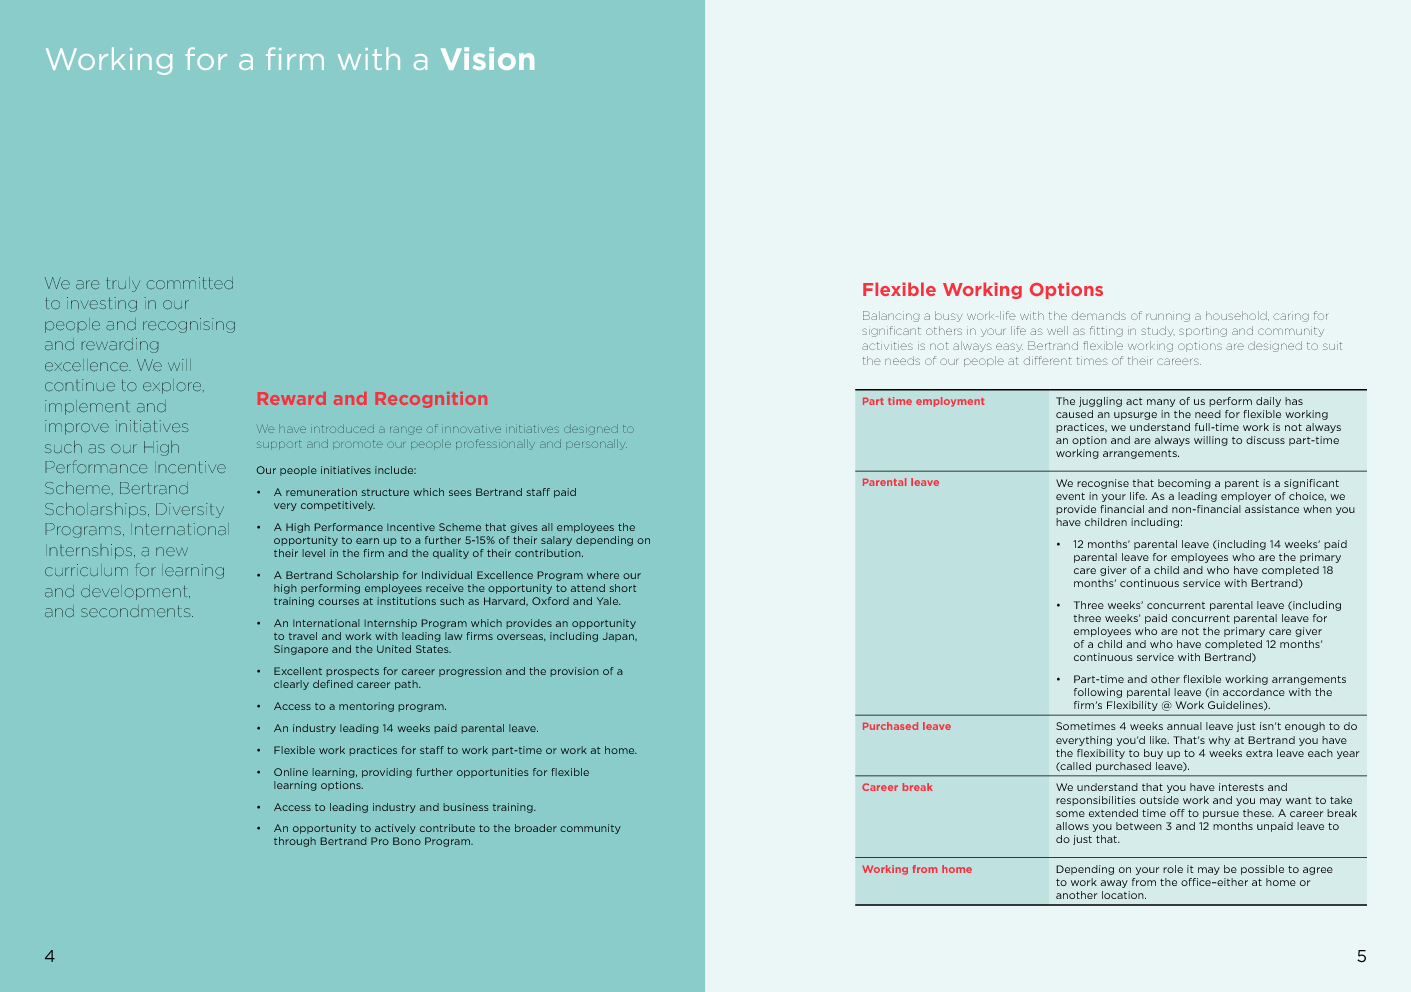 Working for a firm with a Vision
We are truly committed
to investing in our
people and recognising
and rewarding
excellence. We will
continue to explore,
implement and
improve initiatives
such as our High
Performance Incentive
Scheme, Bertrand
Scholarships, Diversity
Programs, International
Internships, a new
curriculum for learning
and development,
and secondments.
Reward and Recognition
We have introduced a range of innovative initiatives designed to
support and promote our people professionally and personally.
Our people initiatives include:
• A remuneration structure which sees Bertrand staff paid
very competitively.
• A High Performance Incentive Scheme that gives all employees the
opportunity to earn up to a further 5-15% of their salary depending on
their level in the firm and the quality of their contribution.
• A Bertrand Scholarship for Individual Excellence Program where our
high performing employees receive the opportunity to attend short
training courses at institutions such as Harvard, Oxford and Yale.
• An International Internship Program which provides an opportunity
to travel and work with leading law firms overseas, including Japan,
Singapore and the United States.
• Excellent prospects for career progression and the provision of a
clearly defined career path.
• Access to a mentoring program.
• An industry leading 14 weeks paid parental leave.
• Flexible work practices for staff to work part-time or work at home.
• Online learning, providing further opportunities for flexible
learning options.
• Access to leading industry and business training.
• An opportunity to actively contribute to the broader community
through Bertrand Pro Bono Program.
4
Flexible Working Options
Balancing a busy work-life with the demands of running a household, caring for
significant others in your life as well as fitting in study, sporting and community
activities is not always easy. Bertrand flexible working options are designed to suit
the needs of our people at different times of their careers.
Part time employment
The juggling act many of us perform daily has
caused an upsurge in the need for flexible working
practices, we understand full-time work is not always
an option and are always willing to discuss part-time
working arrangements.
Parental leave
We recognise that becoming a parent is a significant
event in your life. As a leading employer of choice, we
provide financial and non-financial assistance when you
have children including:
• 12 months' parental leave (including 14 weeks' paid
parental leave for employees who are the primary
care giver of a child and who have completed 18
months' continuous service with Bertrand)
• Three weeks' concurrent parental leave (including
three weeks' paid concurrent parental leave for
employees who are not the primary care giver
of a child and who have completed 12 months'
continuous service with Bertrand)
• Part-time and other flexible working arrangements
following parental leave (in accordance with the
firm's Flexibility @ Work Guidelines).
Purchased leave
Sometimes 4 weeks annual leave just isn't enough to do
everything you'd like. That's why at Bertrand you have
the flexibility to buy up to 4 weeks extra leave each year
(called purchased leave).
Career break
We understand that you have interests and
responsibilities outside work and you may want to take
some extended time off to pursue these. A career break
allows you between 3 and 12 months unpaid leave to
do just that.
Working from home
Depending on your role it may be possible to agree
to work away from the office–either at home or
another location.
5